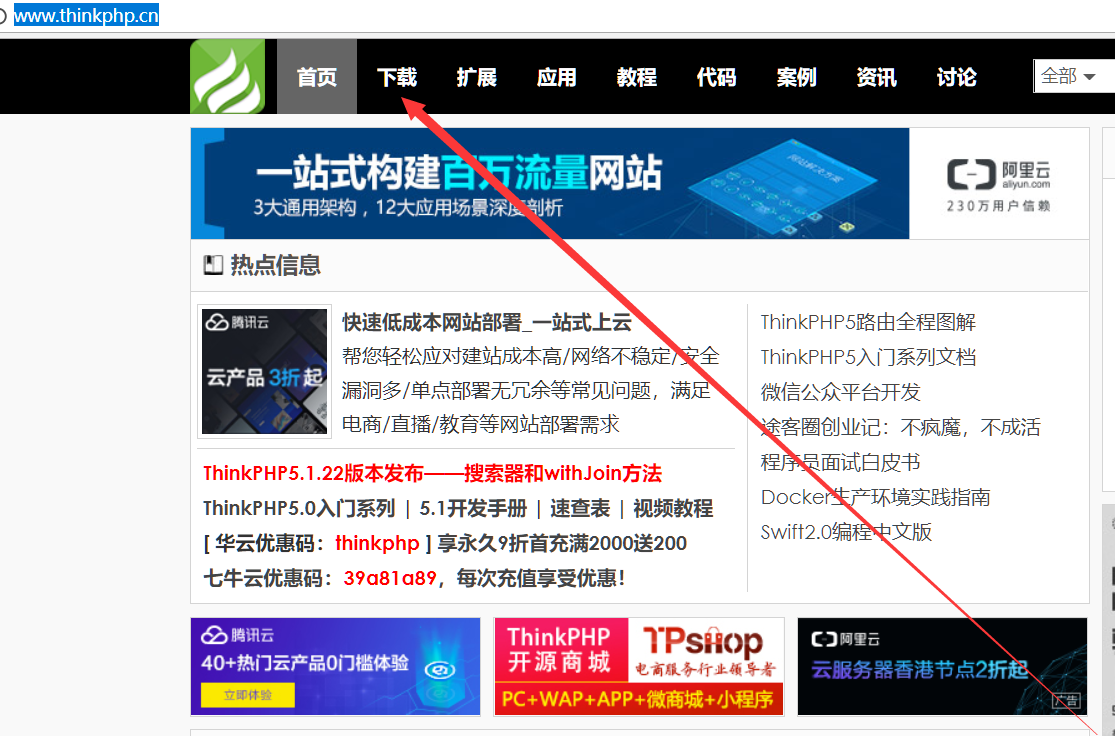 www.thinkphp.cn
首页 下载 扩展 应用 教程 代码 案例 资讯 讨论 全部
一站式构建百万流量网站
3大通用架构，12大应用场景深度剖析
网站解决方案
阿里云
aliyun.com
230万用户信赖
热点信息
腾讯云
云产品 3折 起
快速低成本网站部署_一站式上云
帮您轻松应对建站成本高/网络不稳定/安全
漏洞多/单点部署无冗余等常见问题，满足
电商/直播/教育等网站部署需求
ThinkPHP5.1.22版本发布——搜索器和withJoin方法
ThinkPHP5.0入门系列 | 5.1开发手册 | 速查表 | 视频教程
[ 华云优惠码：thinkphp ] 享永久9折首充满2000送200
七牛云优惠码：39a81a89，每次充值享受优惠！
ThinkPHP5路由全程图解
ThinkPHP5入门系列文档
微信公众平台开发
途客圈创业记：不疯魔，不成活
程序员面试白皮书
Docker生产环境实践指南
Swift2.0编程中文版
腾讯云
40+热门云产品0门槛体验
立即体验
ThinkPHP
开源商城
TPshop
电商服务行业领导者
PC+WAP+APP+微商城+小程序
阿里云
云服务器香港节点2折起
广告